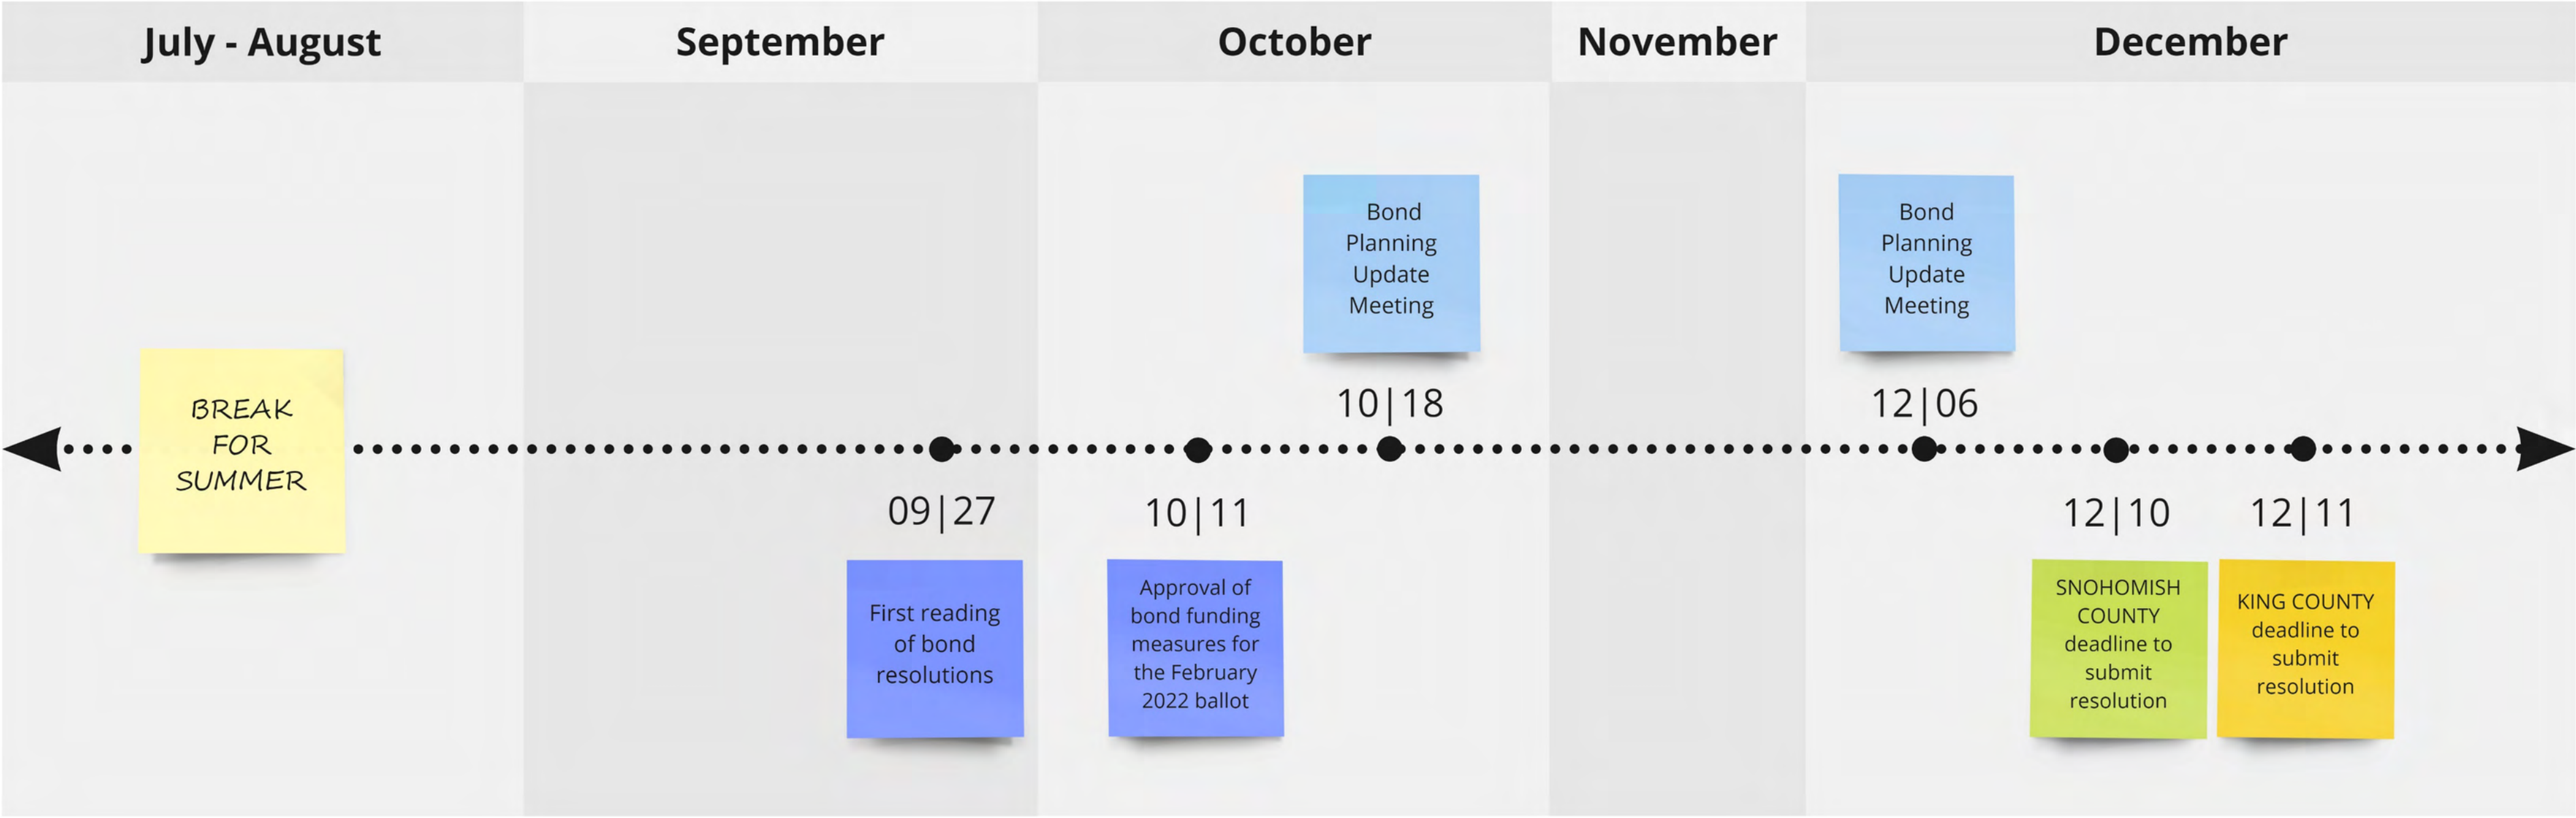 July - August
September
October
November
December
Bond
Planning
Update
Meeting
Bond
Planning
Update
Meeting
10|18
12|06
BREAK
FOR
SUMMER
09|27
10|11
12|10
12|11
First reading
of bond
resolutions
Approval of
bond funding
measures for
the February
2022 ballot
SNOHOMISH
COUNTY
deadline to
submit
resolution
KING COUNTY
deadline to
submit
resolution